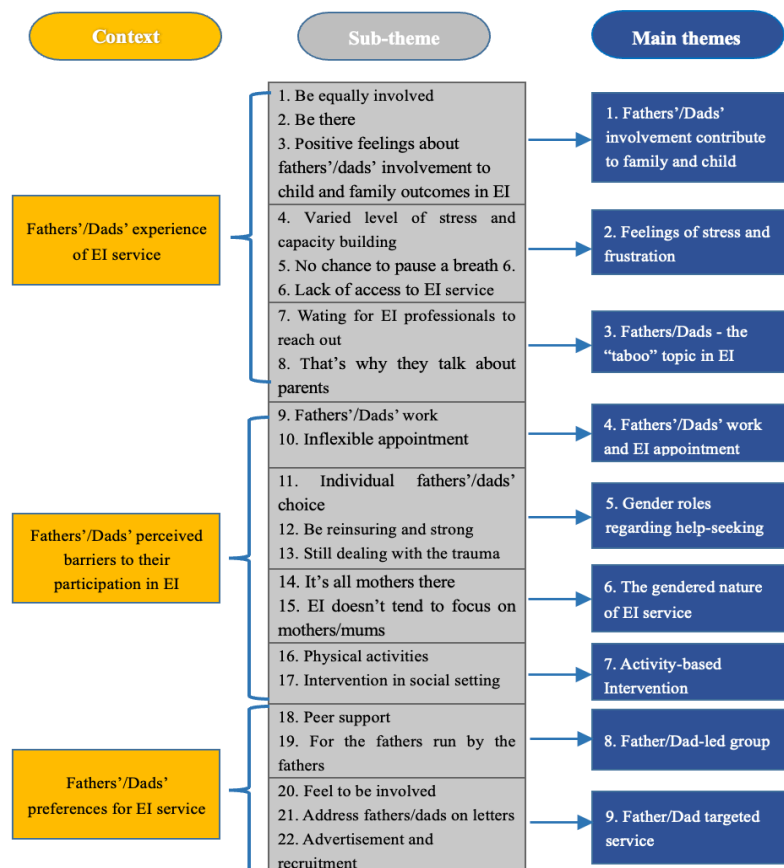 Context
Sub-theme
Main themes
Fathers'/Dads' experience
of EI service
1. Be equally involved
2. Be there
3. Positive feelings about
fathers'/dads' involvement to
child and family outcomes in EI
1. Fathers'/Dads'
involvement contribute
to family and child
4. Varied level of stress and
capacity building
5. No chance to pause a breath 6.
6. Lack of access to EI service
2. Feelings of stress and
frustration
7. Wating for EI professionals to
reach out
8. That's why they talk about
parents
3. Fathers/Dads - the
“taboo” topic in EI
Fathers'/Dads' perceived
barriers to their
participation in EI
9. Fathers'/Dads' work
10. Inflexible appointment
4. Fathers'/Dads' work
and EI appointment
11. Individual fathers'/dads'
choice
12. Be reinsuring and strong
13. Still dealing with the trauma
5. Gender roles
regarding help-seeking
14. It's all mothers there
15. EI doesn't tend to focus on
mothers/mums
6. The gendered nature
of EI service
16. Physical activities
17. Intervention in social setting
7. Activity-based
Intervention
Fathers'/Dads'
preferences for EI service
18. Peer support
19. For the fathers run by the
fathers
8. Father/Dad-led group
20. Feel to be involved
21. Address fathers/dads on letters
22. Advertisement and
recruitment
9. Father/Dad targeted
service